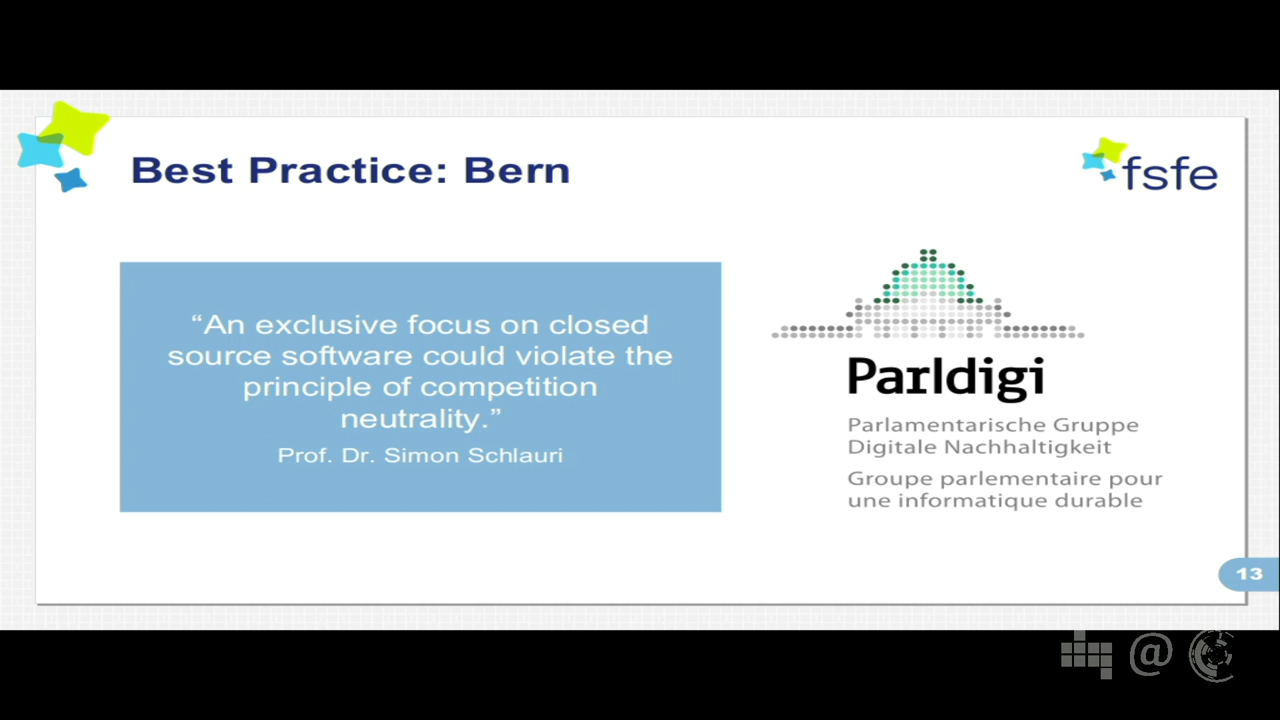 Best Practice: Bern
fsfe
“An exclusive focus on closed
source software could violate the
principle of competition
neutrality.”
Prof. Dr. Simon Schlauri
Parldigi
Parlamentarische Gruppe
Digitale Nachhaltigkeit
Groupe parlementaire pour
une informatique durable
13
@